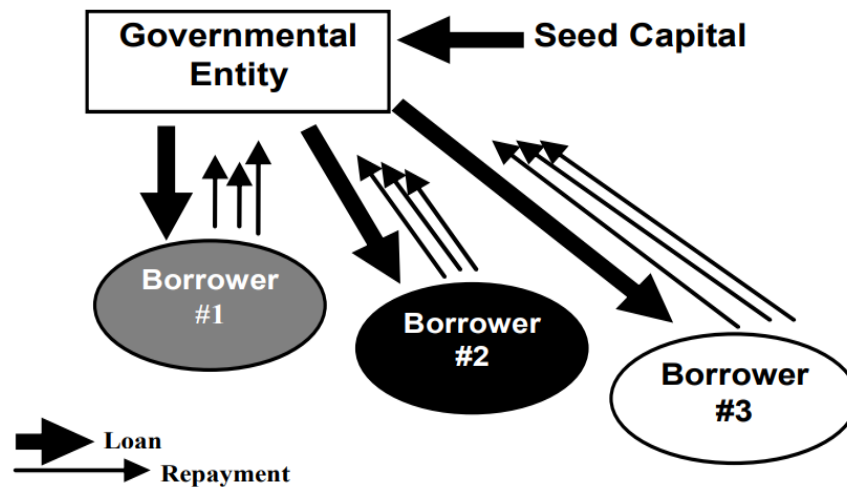 Governmental
Entity
Seed Capital
Borrower
#1
Borrower
#2
Borrower
#3
Loan
Repayment